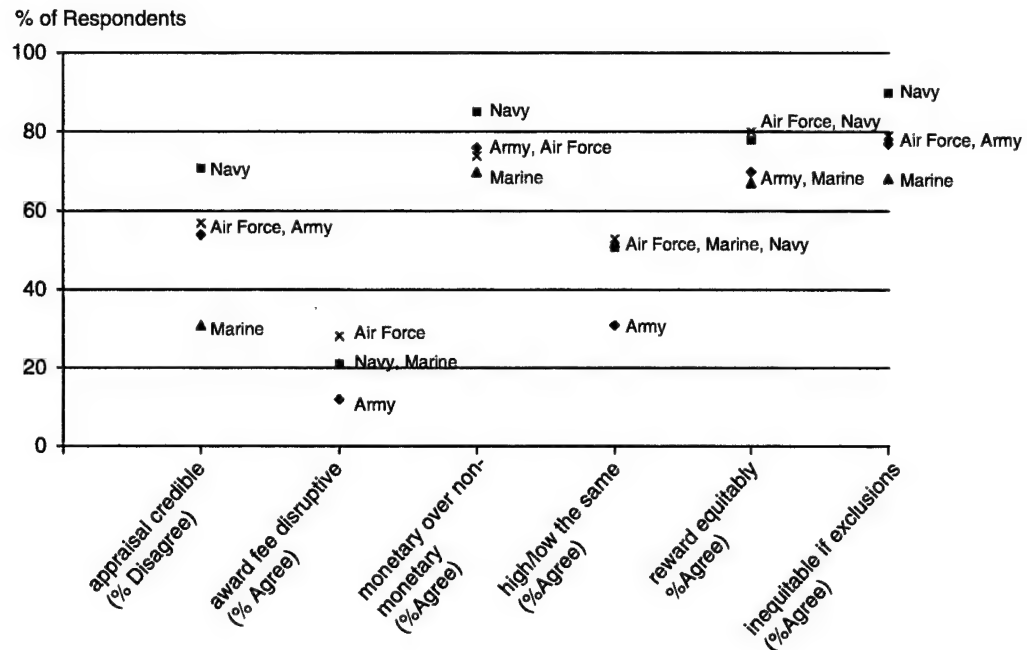 % of Respondents
100
80
60
40
20
0
Navy
Air Force, Army
Marine
Air Force
Navy, Marine
Army
Navy
Army, Air Force
Marine
Air Force, Marine, Navy
Army
Air Force, Navy
Army, Marine
Navy
Air Force, Army
Marine
appraisal credible
(% Disagree)
award fee disruptive
(% Agree)
monetary over non-
monetary
(%Agree)
high/low the same
(%Agree)
reward equitably
%Agree)
inequitable if exclusions
(%Agree)